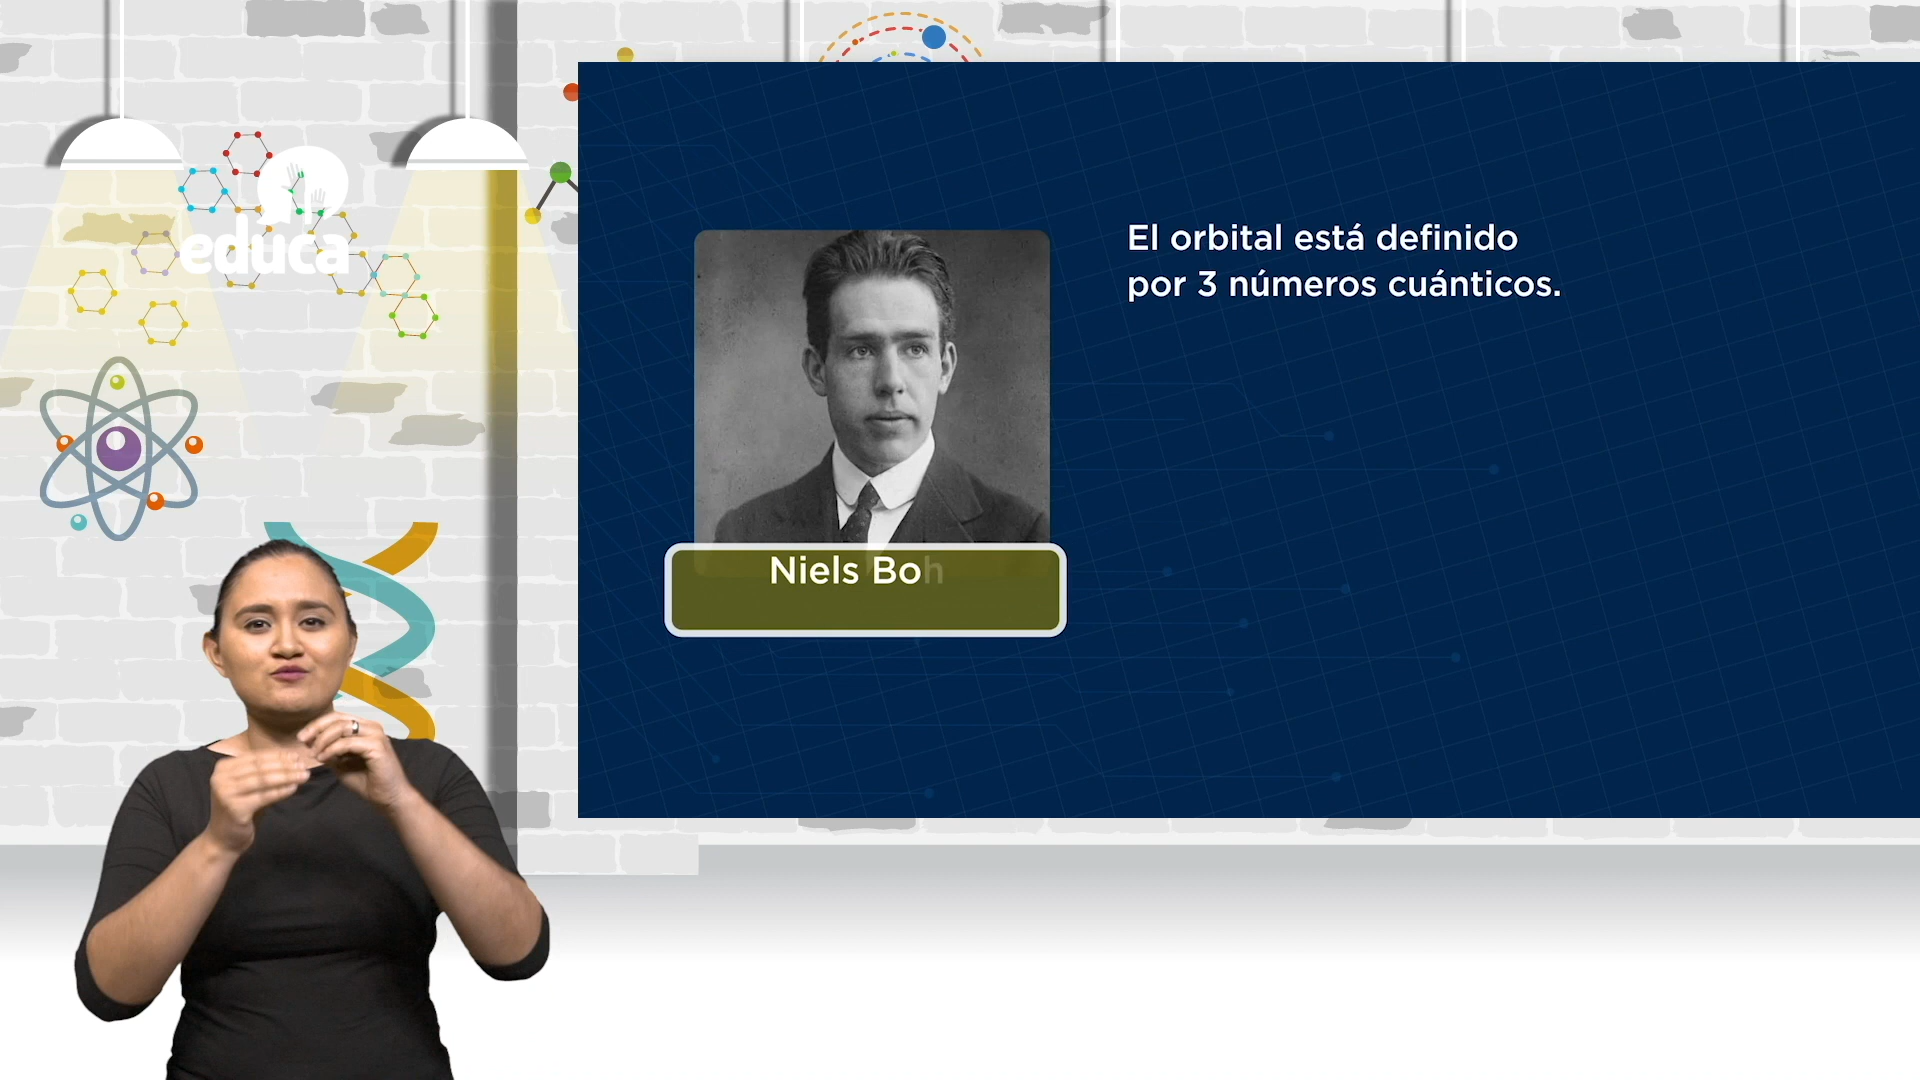 educa
El orbital está definido
por 3 números cuánticos.
Niels Boh